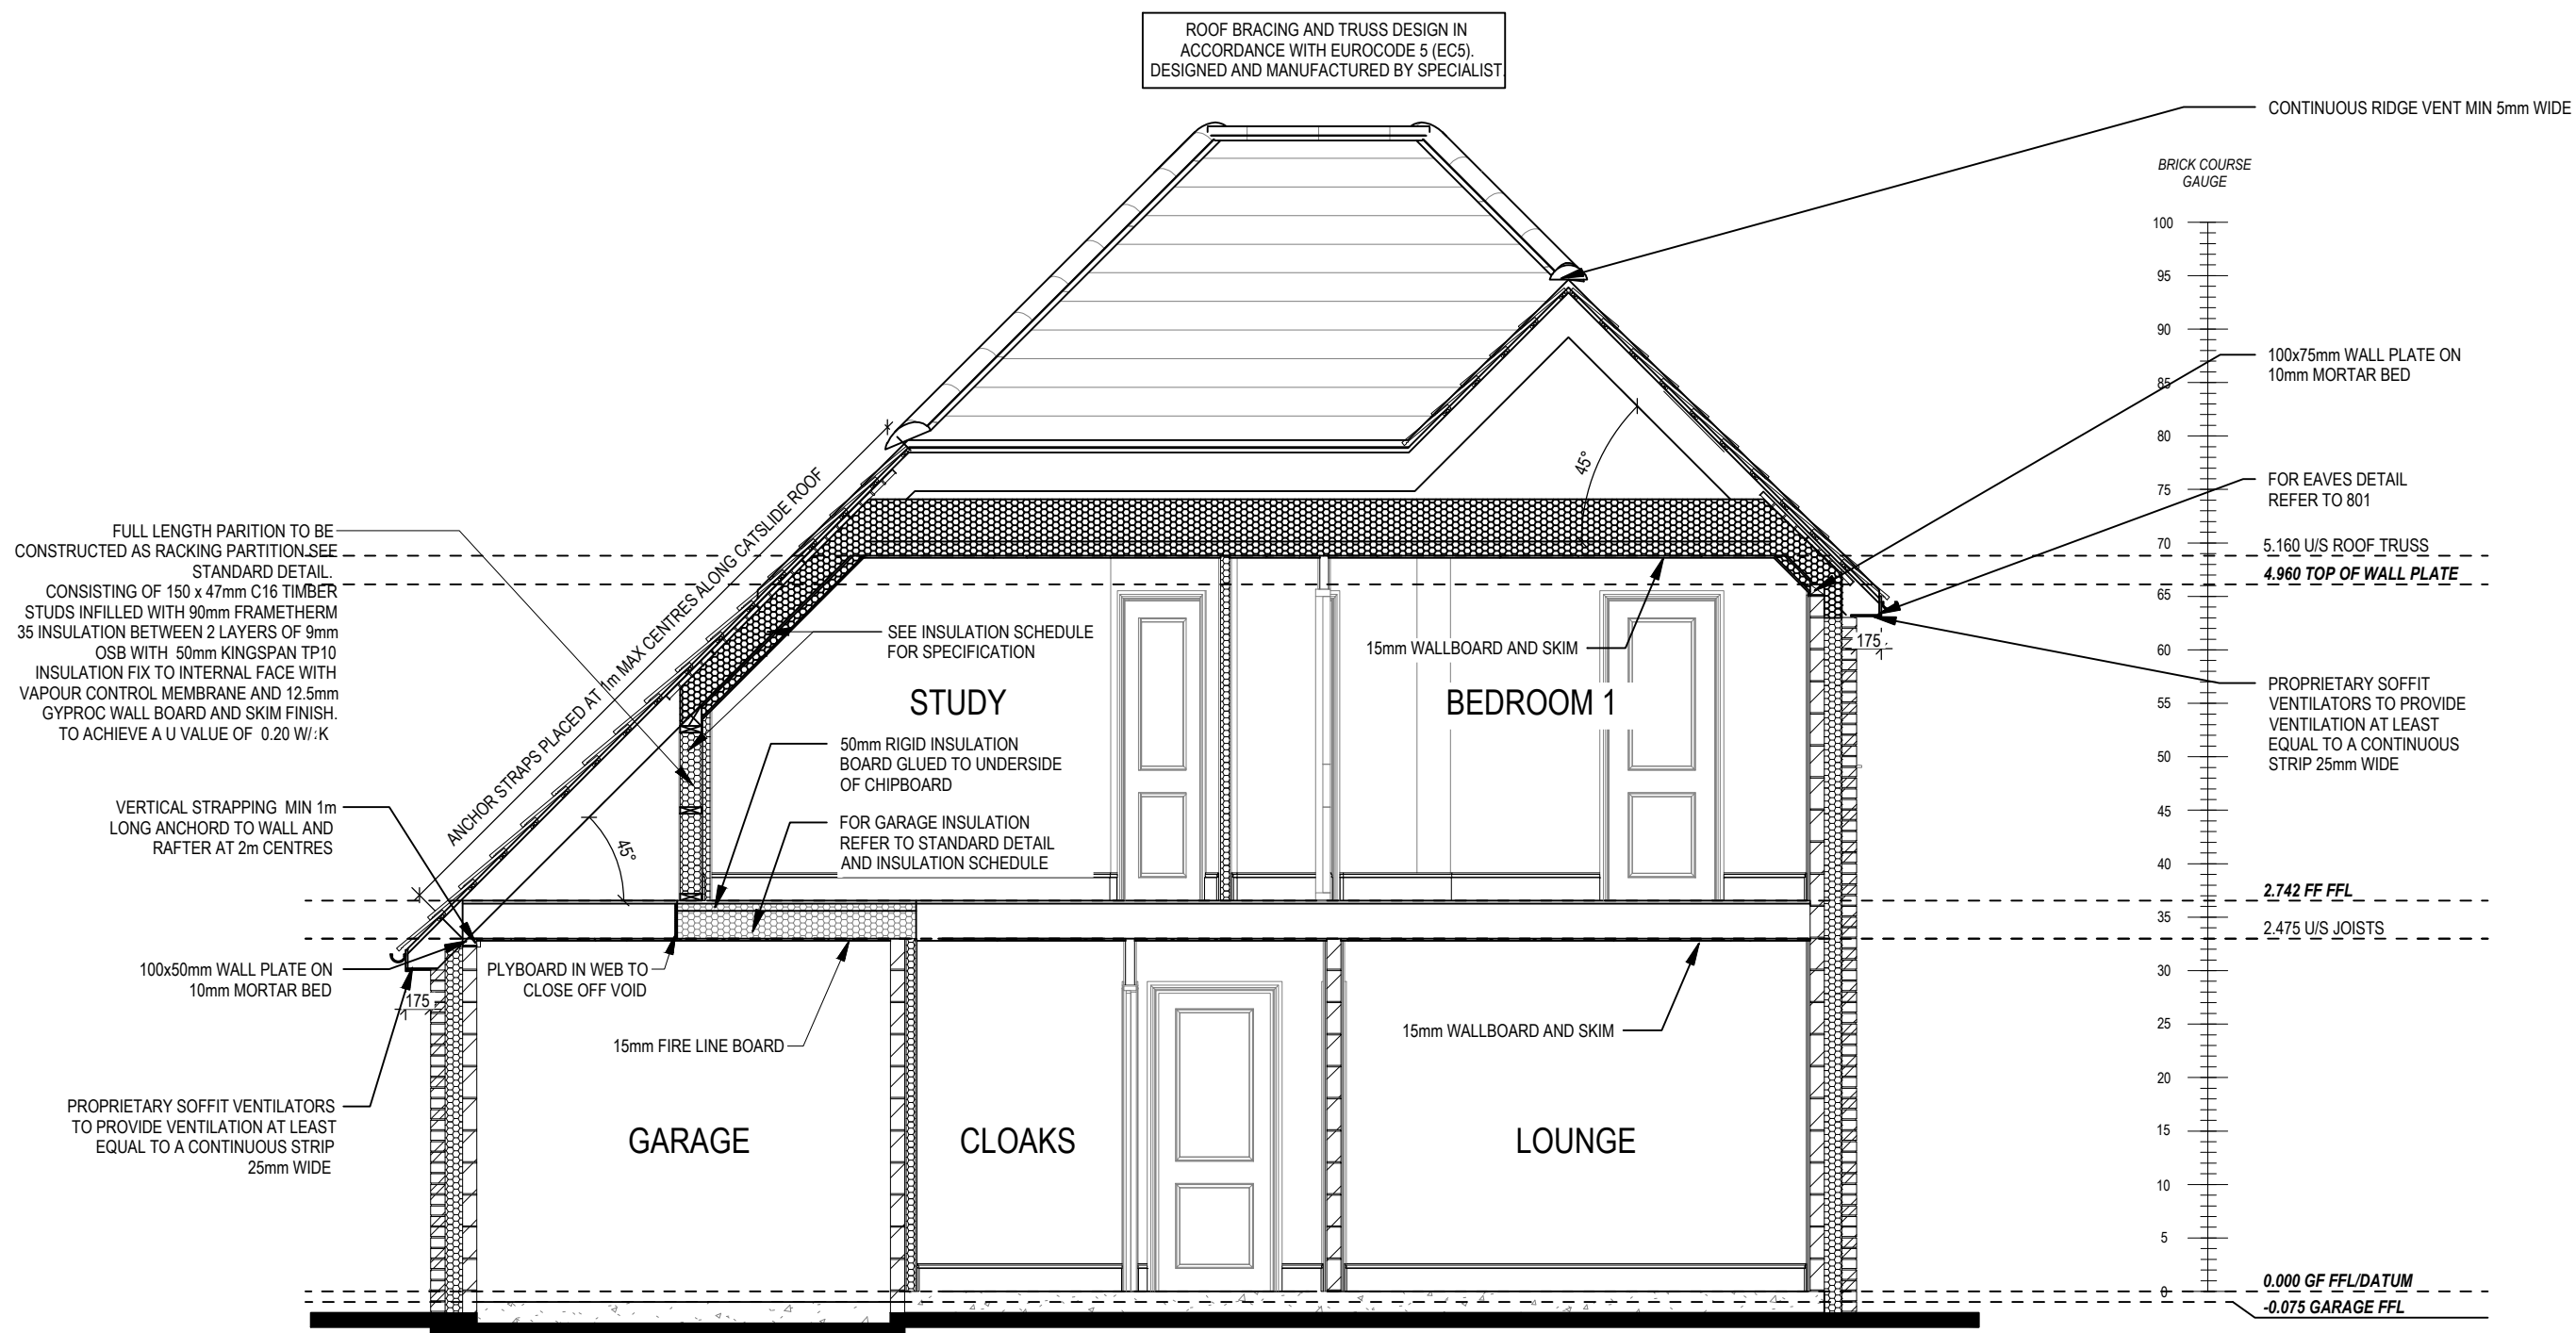 ROOF BRACING AND TRUSS DESIGN IN
ACCORDANCE WITH EUROCODE 5 (EC5).
DESIGNED AND MANUFACTURED BY SPECIALIST.
CONTINUOUS RIDGE VENT MIN 5mm WIDE
BRICK COURSE
GAUGE
100
95
90
85
80
75
70
65
60
55
50
45
40
35
30
25
20
15
10
5
0
100x75mm WALL PLATE ON
10mm MORTAR BED
FOR EAVES DETAIL
REFER TO 801
5.160 U/S ROOF TRUSS
4.960 TOP OF WALL PLATE
175
PROPRIETARY SOFFIT
VENTILATORS TO PROVIDE
VENTILATION AT LEAST
EQUAL TO A CONTINUOUS
STRIP 25mm WIDE
2.742 FF FFL
2.475 U/S JOISTS
0.000 GF FFL/DATUM
-0.075 GARAGE FFL
FULL LENGTH PARITION TO BE
CONSTRUCTED AS RACKING PARTITION SEE
STANDARD DETAIL.
CONSISTING OF 150 x 47mm C16 TIMBER
STUDS INFILLED WITH 90mm FRAMETHERM
35 INSULATION BETWEEN 2 LAYERS OF 9mm
OSB WITH 50mm KINGSPAN TP10
INSULATION FIX TO INTERNAL FACE WITH
VAPOUR CONTROL MEMBRANE AND 12.5mm
GYPROC WALL BOARD AND SKIM FINISH.
TO ACHIEVE A U VALUE OF 0.20 W/:K
ANCHOR STRAPS PLACED AT 1m MAX CENTRES ALONG CATSLIDE ROOF
45°
SEE INSULATION SCHEDULE
FOR SPECIFICATION
15mm WALLBOARD AND SKIM
STUDY
BEDROOM 1
50mm RIGID INSULATION
BOARD GLUED TO UNDERSIDE
OF CHIPBOARD
FOR GARAGE INSULATION
REFER TO STANDARD DETAIL
AND INSULATION SCHEDULE
VERTICAL STRAPPING MIN 1m
LONG ANCHORD TO WALL AND
RAFTER AT 2m CENTRES
45°
100x50mm WALL PLATE ON
10mm MORTAR BED
175
PLYBOARD IN WEB TO
CLOSE OFF VOID
15mm FIRE LINE BOARD
15mm WALLBOARD AND SKIM
PROPRIETARY SOFFIT VENTILATORS
TO PROVIDE VENTILATION AT LEAST
EQUAL TO A CONTINUOUS STRIP
25mm WIDE
GARAGE
CLOAKS
LOUNGE